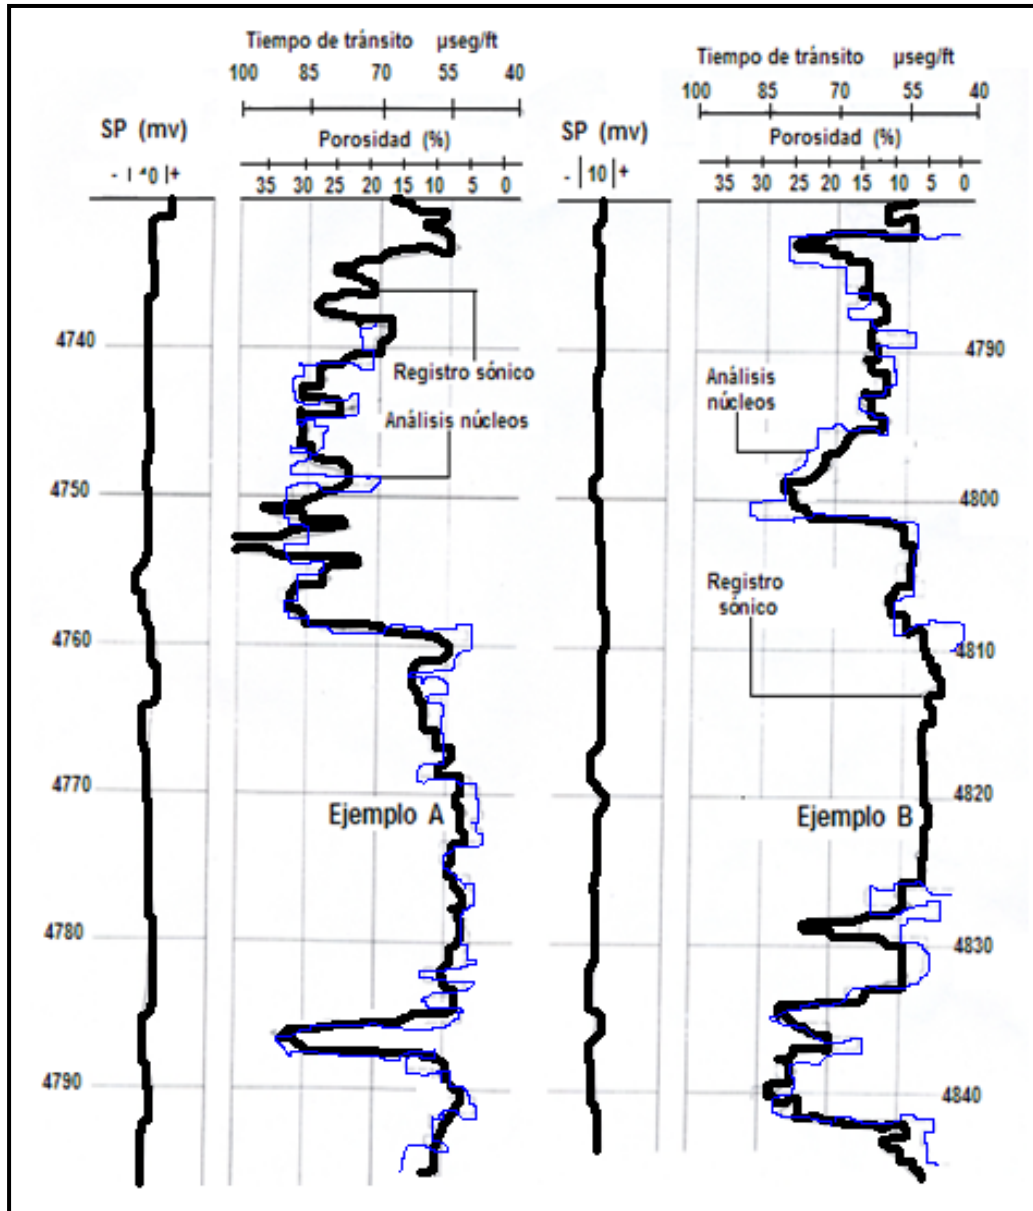 Tiempo de tránsito μseg/ft
100 85 70 55 40
SP (mv)
Porosidad (%)
35 30 25 20 15 10 5 0
4740
Registro sónico
Análisis núcleos
4750
4760
4770
Ejemplo A
4780
4790
Tiempo de tránsito μseg/ft
100 85 70 55 40
SP (mv)
Porosidad (%)
- |10| +
35 30 25 20 15 10 5 0
4790
Análisis
núcleos
4800
Registro
sónico
4810
4820
Ejemplo B
4830
4840